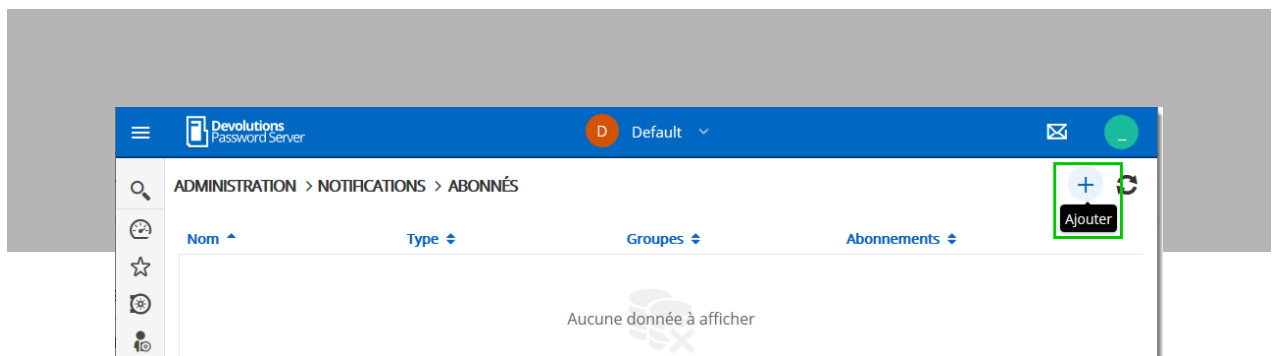 Devolutions
Password Server
D Default
ADMINISTRATION > NOTIFICATIONS > ABONNÉS
+
Ajouter
Nom Type Groupes Abonnements
Aucune donnée à afficher